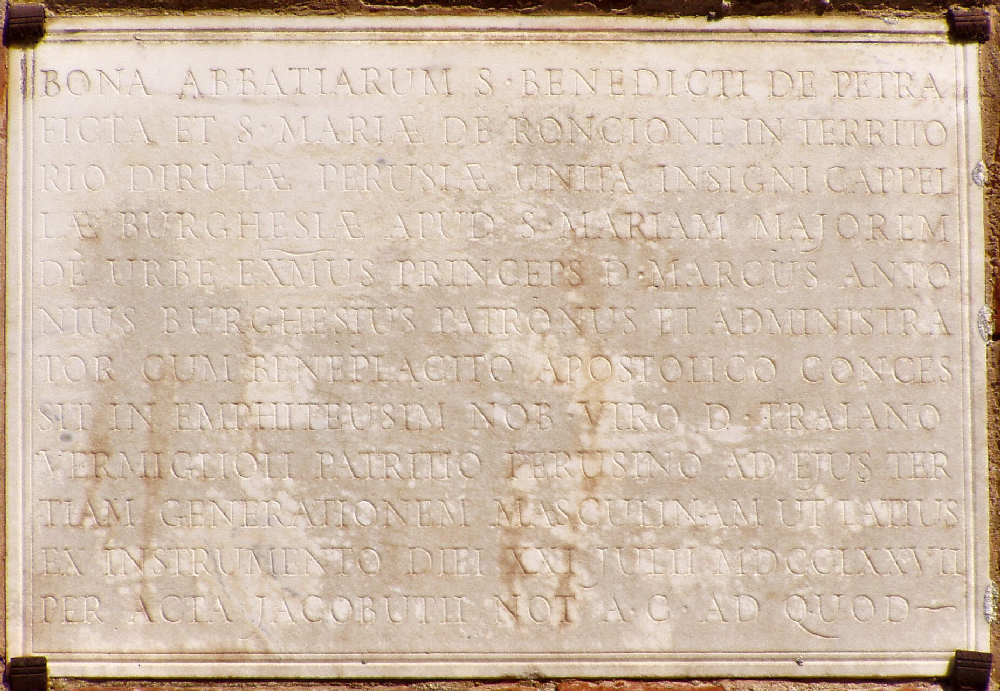 BONA ABBATIARUM S · BENEDICTI DE PETRA
FICTA ET S · MARIÆ DE RONCIONE IN TERRITO
RIO DIRÙTÆ PERUSIÆ UNITA INSIGNI CAPPEL
LÆ BURGHESIÆ APUD S · MARIAM MAJOREM
DE URBE EXMUS PRINCEPS D · MARCUS ANTO
NIUS BURGHESIUS PATRONUS ET ADMINISTRA
TOR CUM BENEPLACITO APOSTOLICO CONCES
SIT IN EMPHITEUSIM NOB VIRO D · TRAJANO
VERMIGLIOLI PATRITIO PERUSINO AD EJUS TER
TIAM GENERATIONEM MASCULINAM UT LATIUS
EX INSTRUMENTO DIEI XXI JULII MDCCLXXVII
PER ACTA JACOBUTII NOT A · C · AD QUOD —